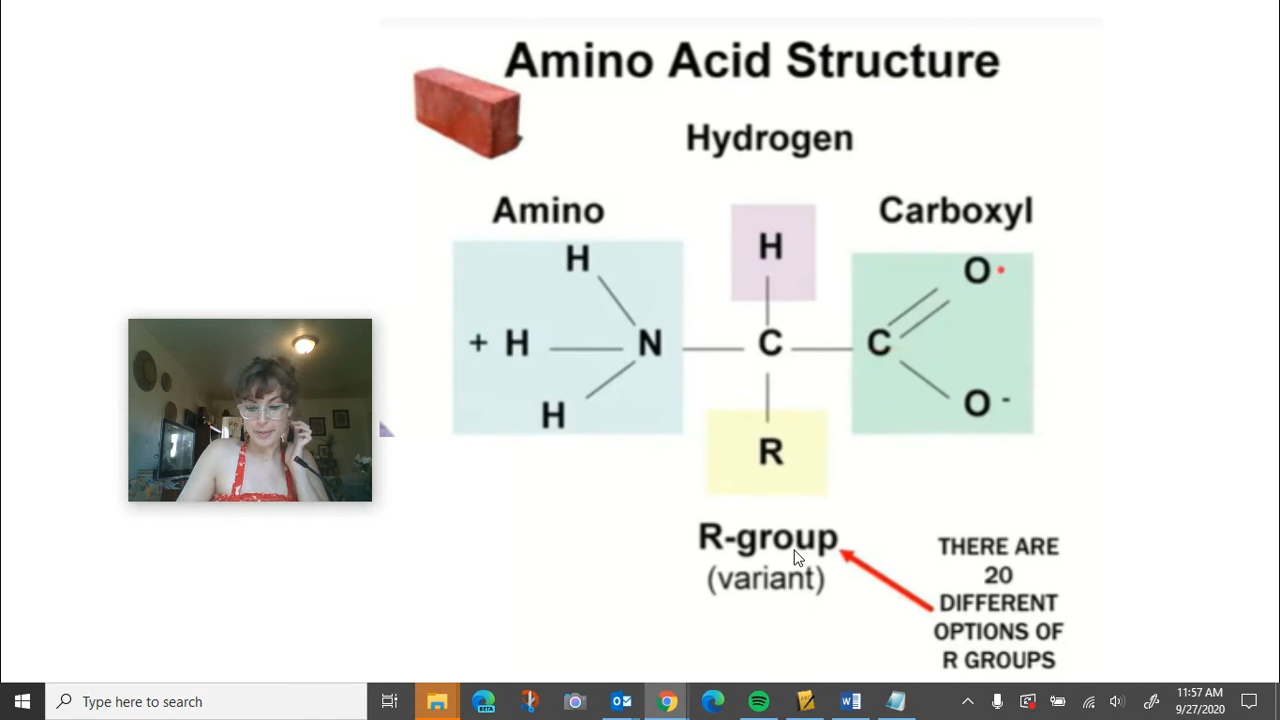 Amino Acid Structure
Hydrogen
Amino
Carboxyl
H
H
O
+ H
N
C
C
H
O -
R
R-group
(variant)
THERE ARE
20
DIFFERENT
OPTIONS OF
R GROUPS
Type here to search
BETA
11:57 AM
9/27/2020